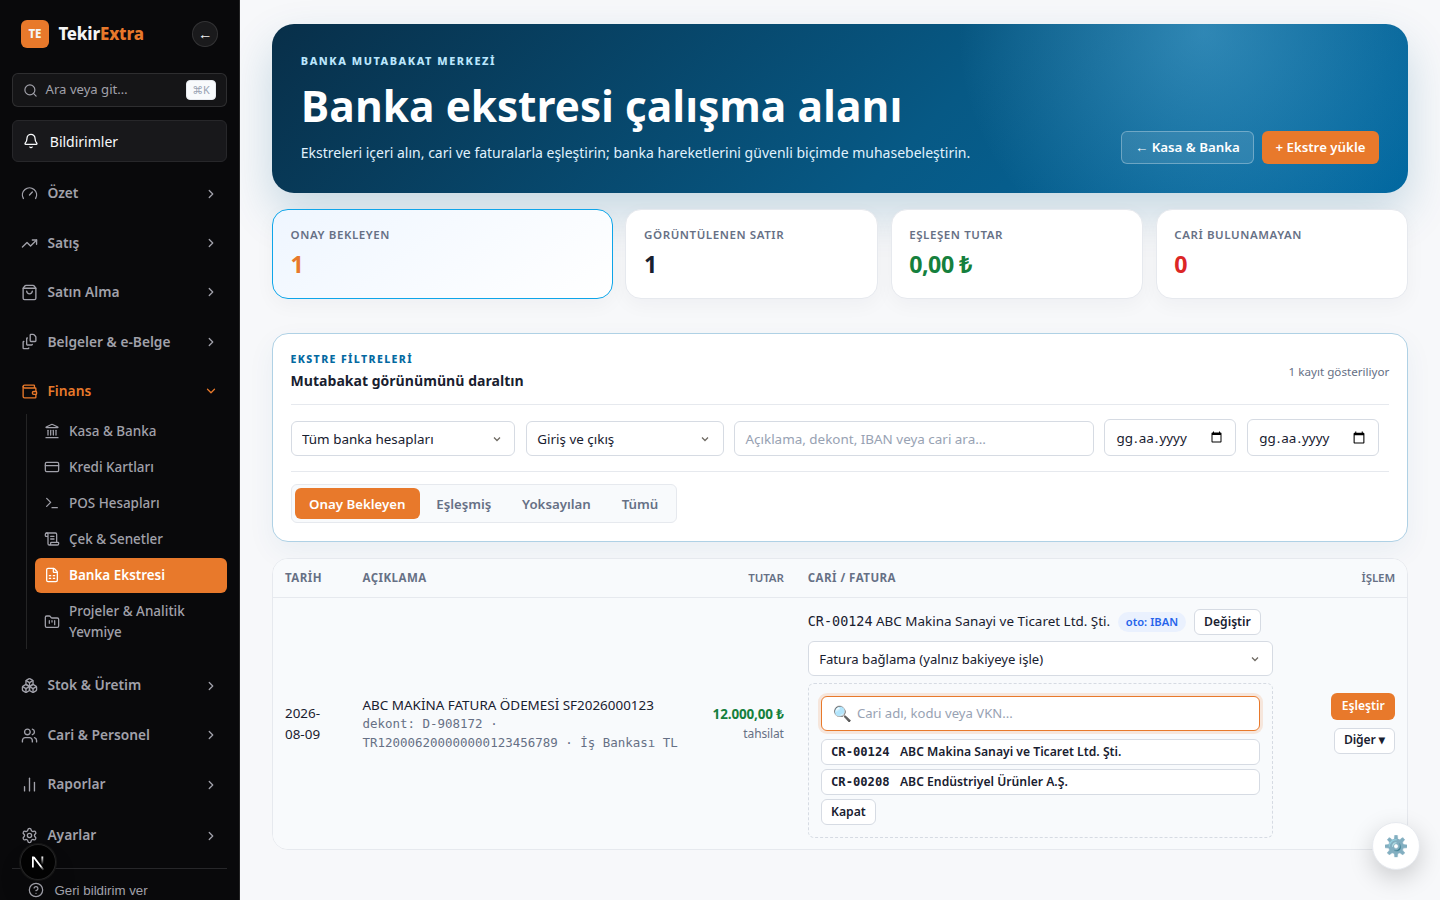 TE TekirExtra ←
Ara veya git... ⌘K
Bildirimler
Özet
Satış
Satın Alma
Belgeler & e-Belge
Finans
Kasa & Banka
Kredi Kartları
POS Hesapları
Çek & Senetler
Banka Ekstresi
Projeler & Analitik
Yevmiye
Stok & Üretim
Cari & Personel
Raporlar
Ayarlar
N
Geri bildirim ver
BANKA MUTABAKAT MERKEZİ
Banka ekstresi çalışma alanı
Ekstreleri içeri alın, cari ve faturalarla eşleştirin; banka hareketlerini güvenli biçimde muhasebeleştirin.
← Kasa & Banka
+ Ekstre yükle
ONAY BEKLEYEN
1
GÖRÜNTÜLENEN SATIR
1
EŞLEŞEN TUTAR
0,00 ₺
CARİ BULUNAMAYAN
0
EKSTRE FİLTRELERİ
Mutabakat görünümünü daraltın
1 kayıt gösteriliyor
Tüm banka hesapları
Giriş ve çıkış
Açıklama, dekont, IBAN veya cari ara...
gg.aa.yyyy
gg.aa.yyyy
Onay Bekleyen Eşleşmiş Yoksayılan Tümü
TARİH AÇIKLAMA TUTAR CARİ / FATURA İŞLEM
2026-
08-09
ABC MAKİNA FATURA ÖDEMESİ SF2026000123
dekont: D-908172 ·
TR120006200000000123456789 · İş Bankası TL
12.000,00 ₺
tahsilat
CR-00124 ABC Makina Sanayi ve Ticaret Ltd. Şti. oto: IBAN Değiştir
Fatura bağlama (yalnız bakiyeye işle)
Cari adı, kodu veya VKN...
CR-00124 ABC Makina Sanayi ve Ticaret Ltd. Şti.
CR-00208 ABC Endüstriyel Ürünler A.Ş.
Kapat
Eşleştir
Diğer ▾